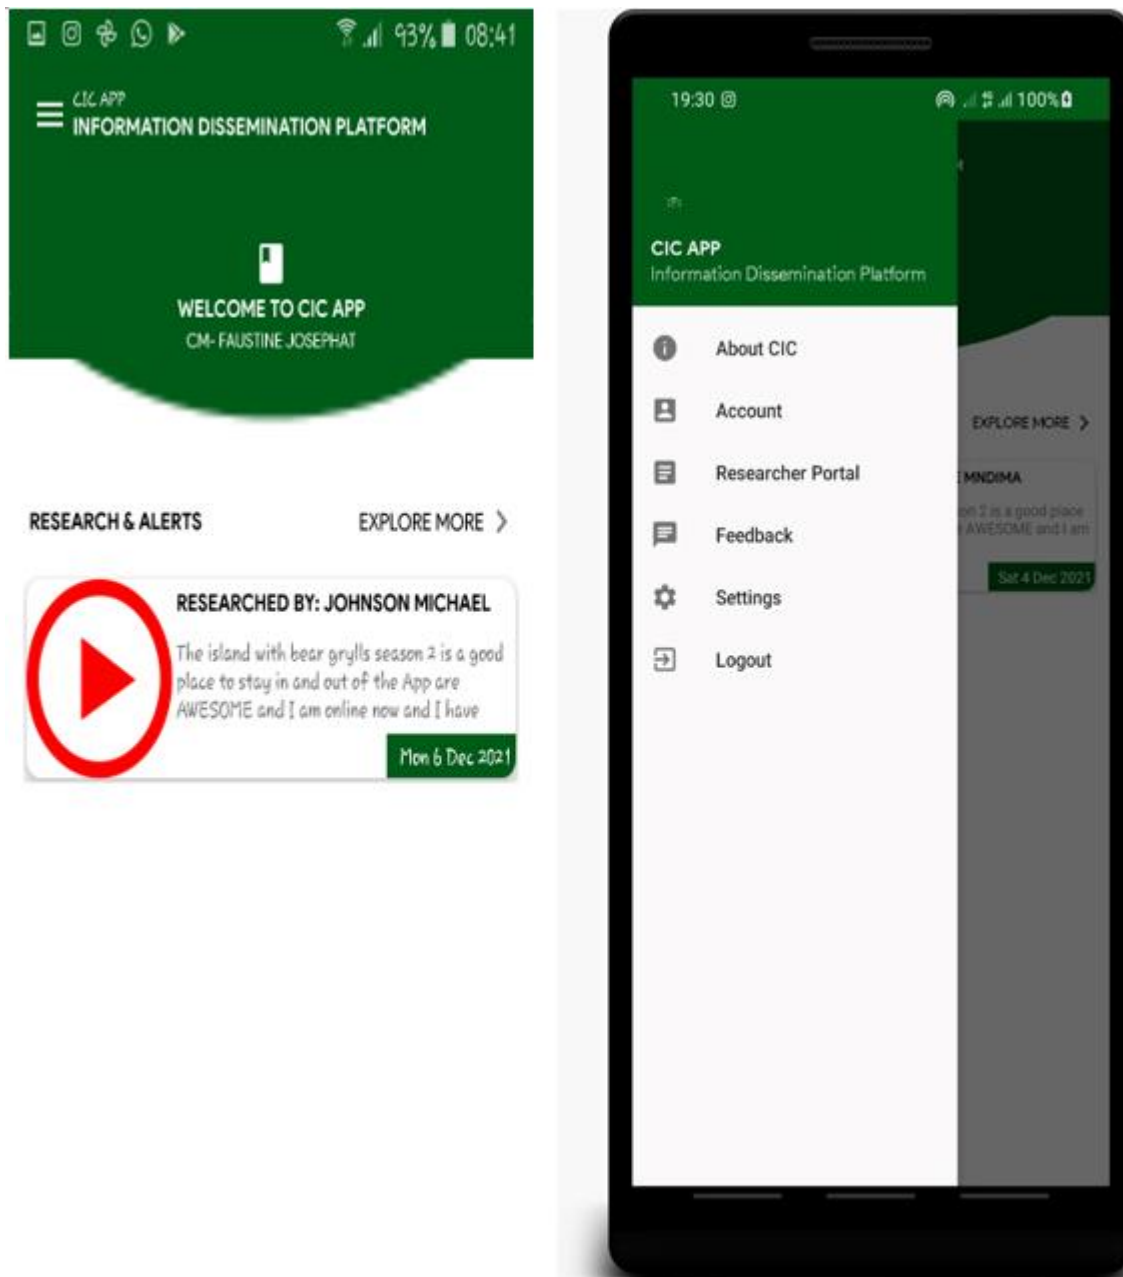 93% 08:41
CIC APP
INFORMATION DISSEMINATION PLATFORM
WELCOME TO CIC APP
CM- FAUSTINE JOSEPHAT
RESEARCH & ALERTS EXPLORE MORE >
RESEARCHED BY: JOHNSON MICHAEL
The island with bear grylls season 2 is a good
place to stay in and out of the App are
AWESOME and I am online now and I have
Mon 6 Dec 2021
19:30 100%
CIC APP
Information Dissemination Platform
About CIC
Account
Researcher Portal
Feedback
Settings
Logout
EXPLORE MORE >
MNDIMA
2 is a good place
AWESOME and I am
Sat 4 Dec 2021